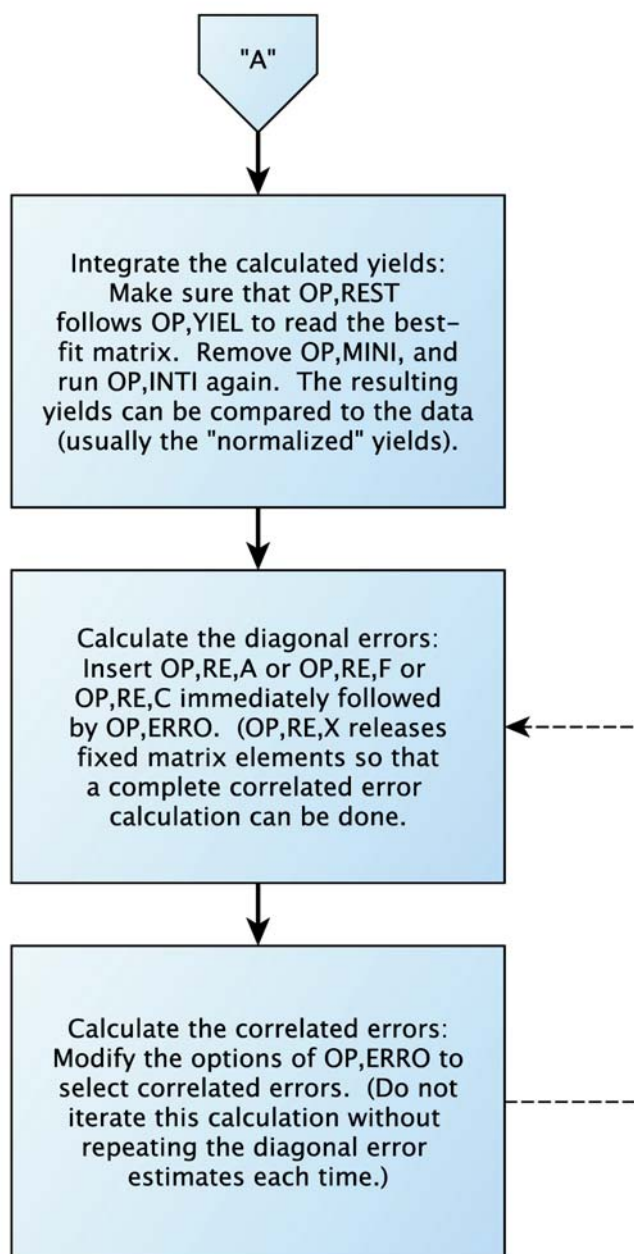 "A"
Integrate the calculated yields:
Make sure that OP,REST
follows OP,YIEL to read the best-
fit matrix.  Remove OP,MINI, and
run OP,INTI again.  The resulting
yields can be compared to the data
(usually the "normalized" yields).
Calculate the diagonal errors:
Insert OP,RE,A or OP,RE,F or
OP,RE,C immediately followed
by OP,ERRO.  (OP,RE,X releases
fixed matrix elements so that
a complete correlated error
calculation can be done.
Calculate the correlated errors:
Modify the options of OP,ERRO to
select correlated errors.  (Do not
iterate this calculation without
repeating the diagonal error
estimates each time.)